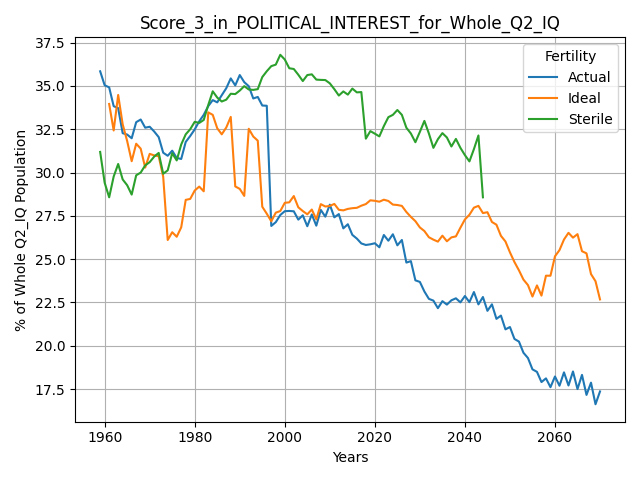 Score_3_in_POLITICAL_INTEREST_for_Whole_Q2_IQ
% of Whole Q2_IQ Population
37.5
35.0
32.5
30.0
27.5
25.0
22.5
20.0
17.5
Fertility
Actual
Ideal
Sterile
1960 1980 2000 2020 2040 2060
Years